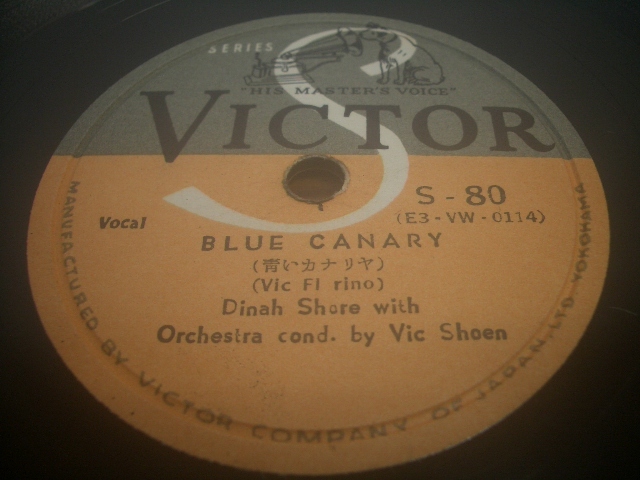 SERIES S
"HIS MASTER'S VOICE"
VICTOR
S-80
(E3-VW-0114)
Vocal
BLUE CANARY
(青いカナリヤ)
(Vic Fl rino)
Dinah Shore with
Orchestra cond. by Vic Shoen
MANUFACTURED BY VICTOR COMPANY OF JAPAN, LTD. YOKOHAMA